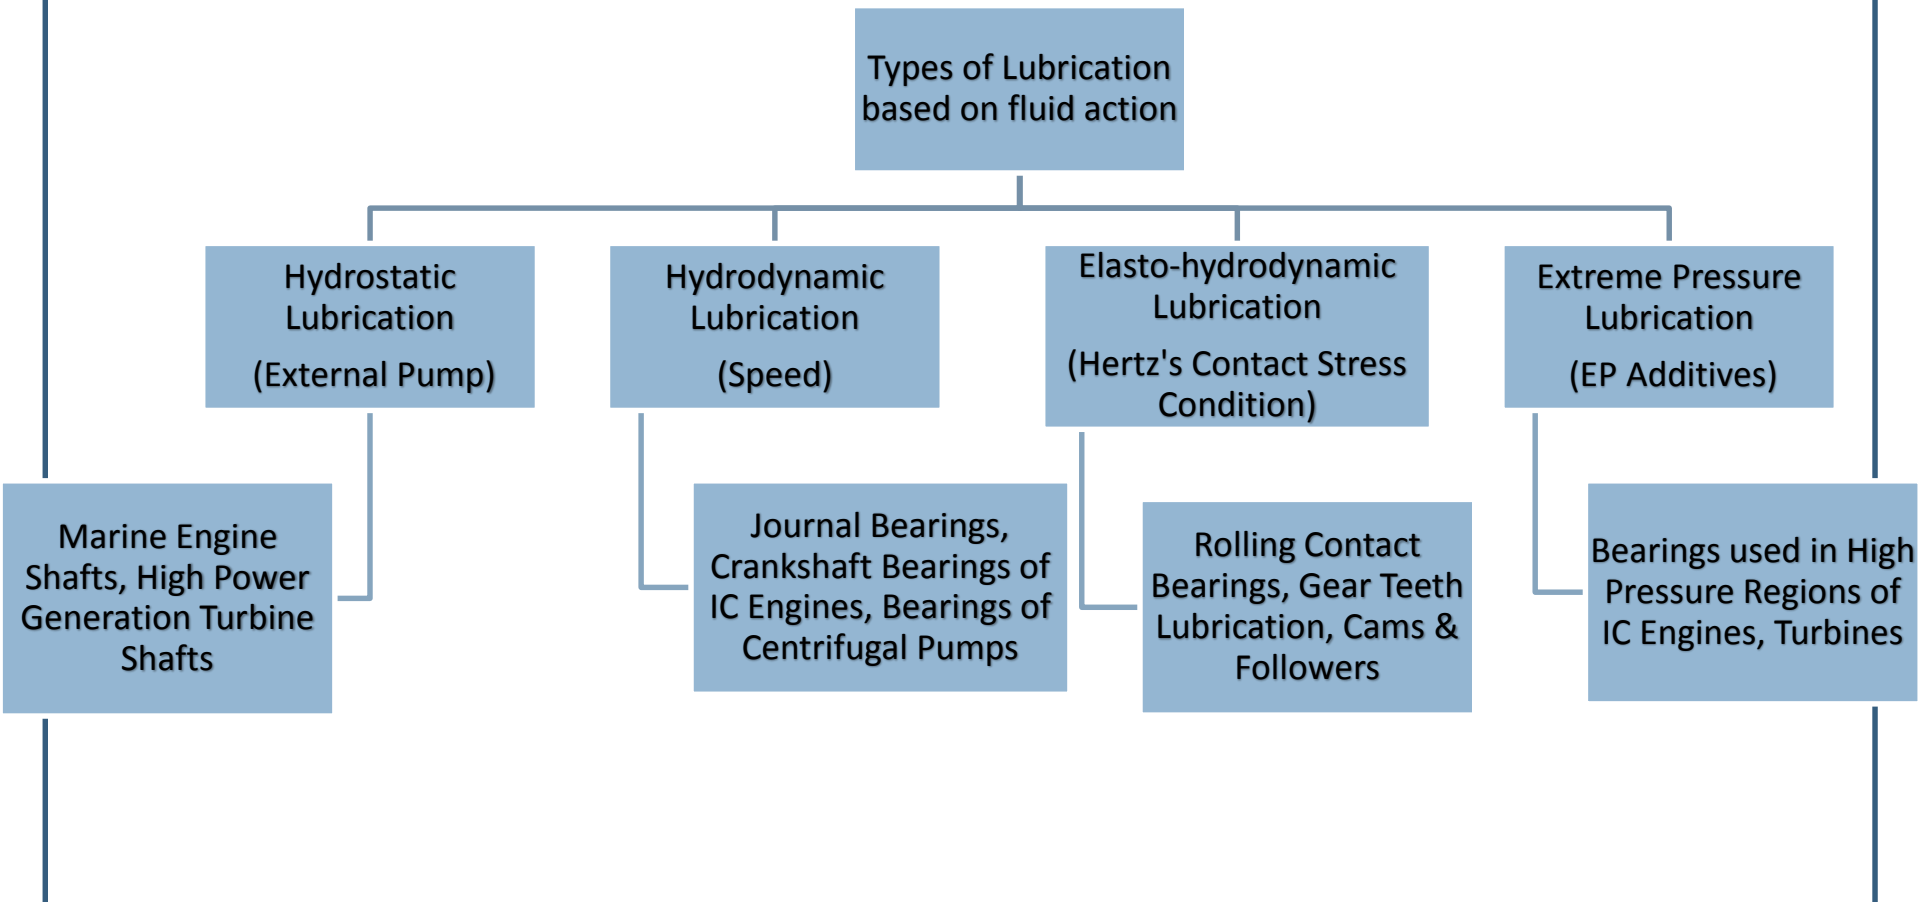 Types of Lubrication
based on fluid action
Hydrostatic
Lubrication
(External Pump)
Hydrodynamic
Lubrication
(Speed)
Elasto-hydrodynamic
Lubrication
(Hertz's Contact Stress
Condition)
Extreme Pressure
Lubrication
(EP Additives)
Marine Engine
Shafts, High Power
Generation Turbine
Shafts
Journal Bearings,
Crankshaft Bearings of
IC Engines, Bearings of
Centrifugal Pumps
Rolling Contact
Bearings, Gear Teeth
Lubrication, Cams &
Followers
Bearings used in High
Pressure Regions of
IC Engines, Turbines